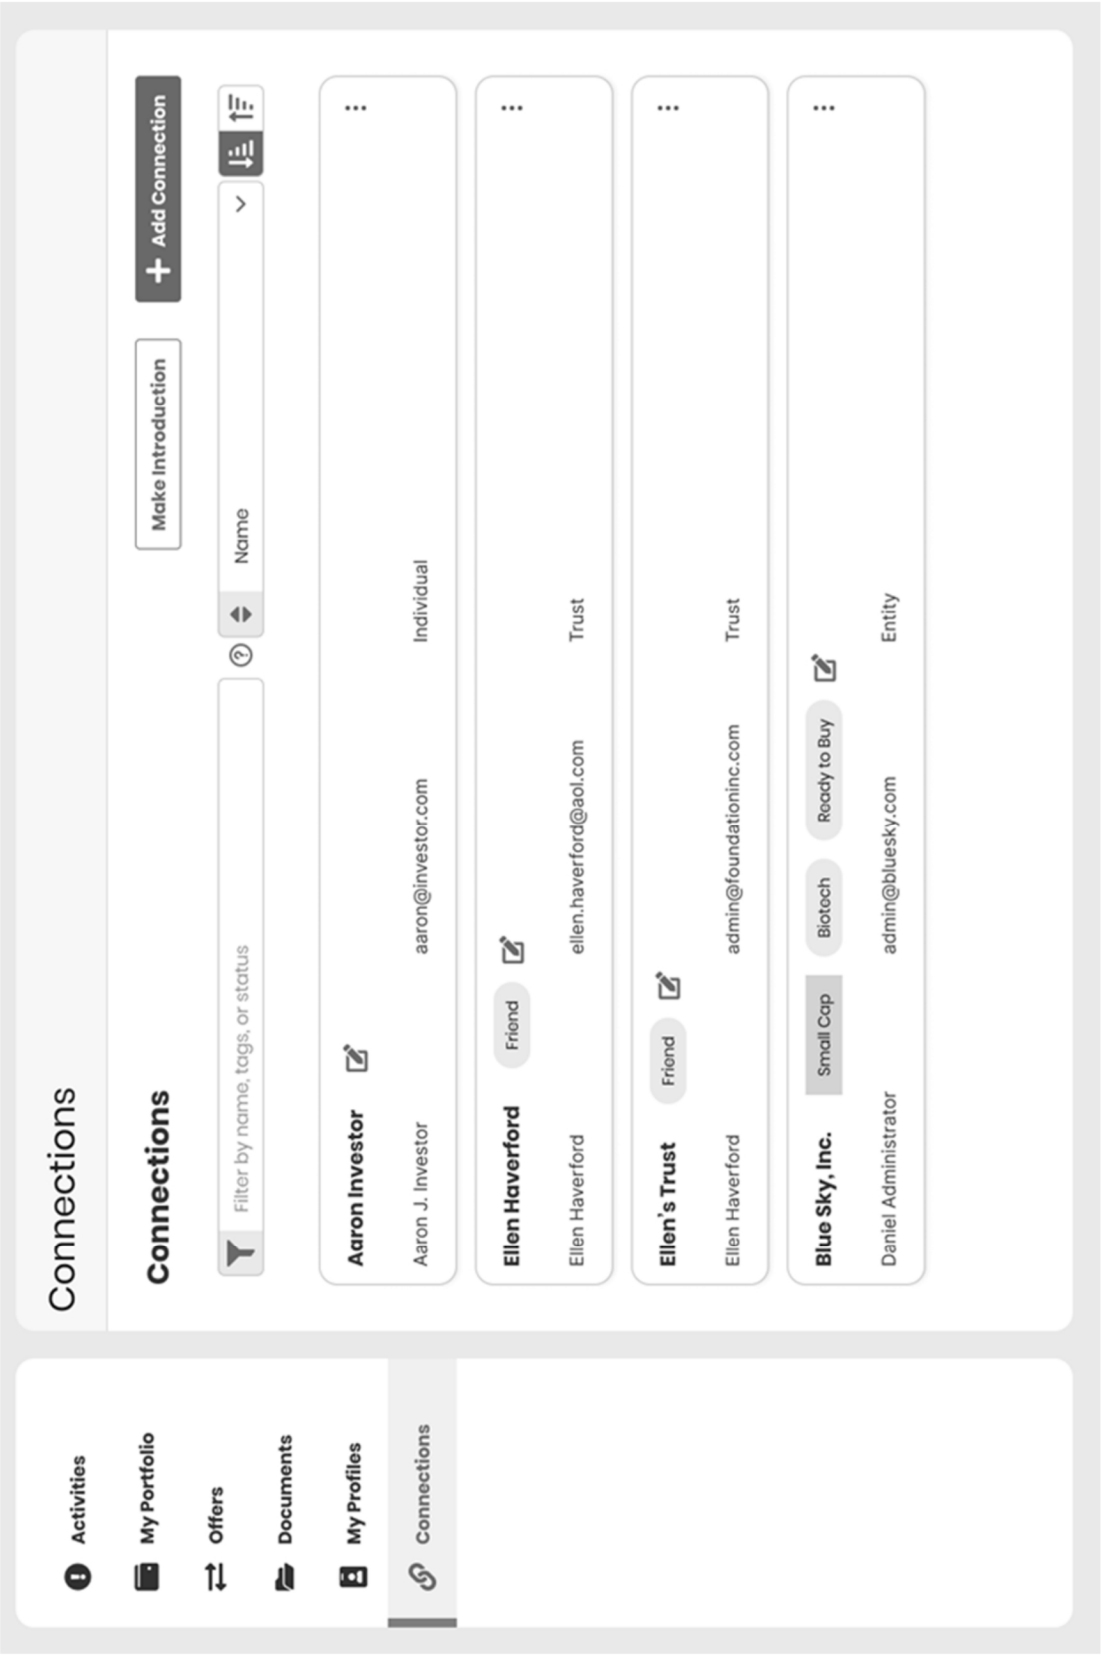 Activities
My Portfolio
Offers
Documents
My Profiles
Connections
Connections
Connections
Make Introduction
+ Add Connection
Filter by name, tags, or status
Name
Aaron Investor
Aaron J. Investor aaron@investor.com Individual
Ellen Haverford Friend
Ellen Haverford ellen.haverford@aol.com Trust
Ellen's Trust Friend
Ellen Haverford admin@foundationinc.com Trust
Blue Sky, Inc. Small Cap Biotoch Ready to Buy
Daniel Administrator admin@bluesky.com Entity